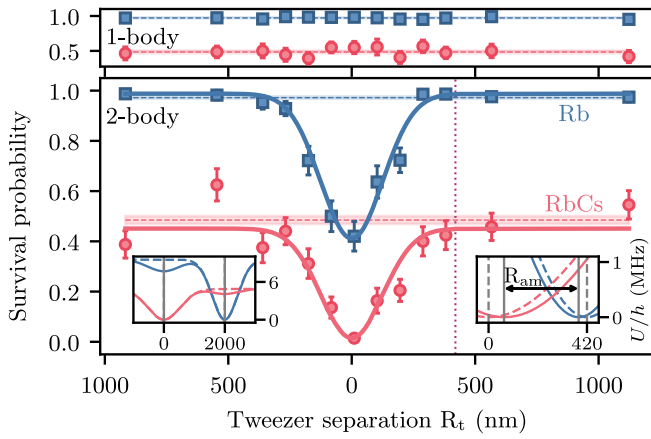 1.0
0.5
1-body
1.0
2-body
Rb
0.8
0.6
RbCs
0.4
0.2
0.0
6
0
0
2000
R_am
1
0
0
420
U/h (MHz)
Survival probability
1000
500
0
500
1000
Tweezer separation R_t (nm)